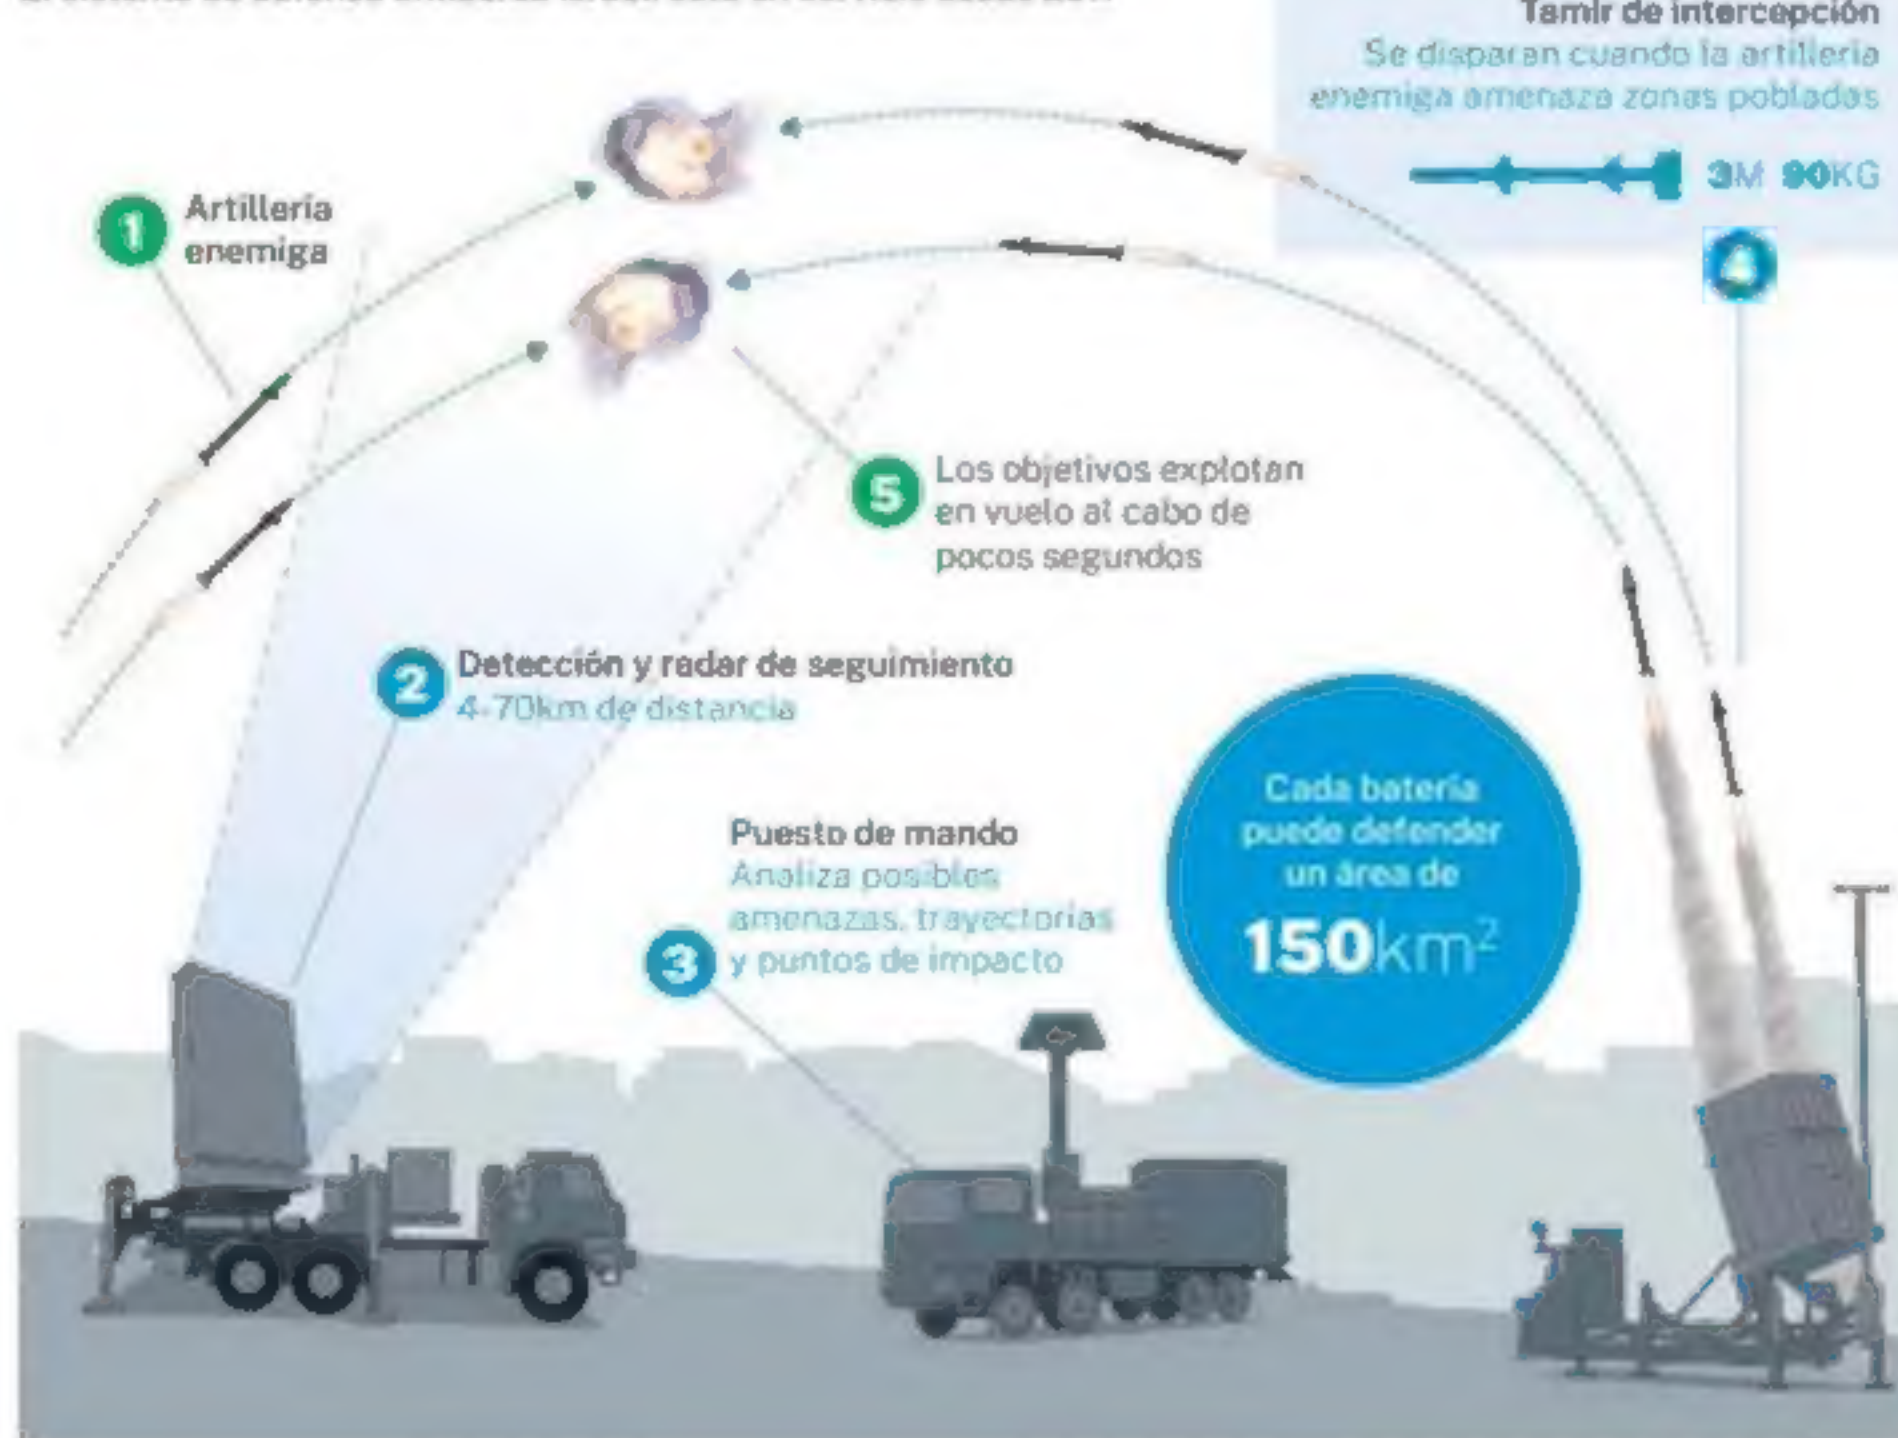 Tamir de intercepción
Se disparan cuando la artillería
enemiga amenaza zonas pobladas
3M 90KG
4
1 Artillería
enemiga
5 Los objetivos explotan
en vuelo al cabo de
pocos segundos
2 Detección y radar de seguimiento
4-70km de distancia
Puesto de mando
Analiza posibles
amenazas, trayectorias
3 y puntos de impacto
Cada batería
puede defender
un área de
150km²